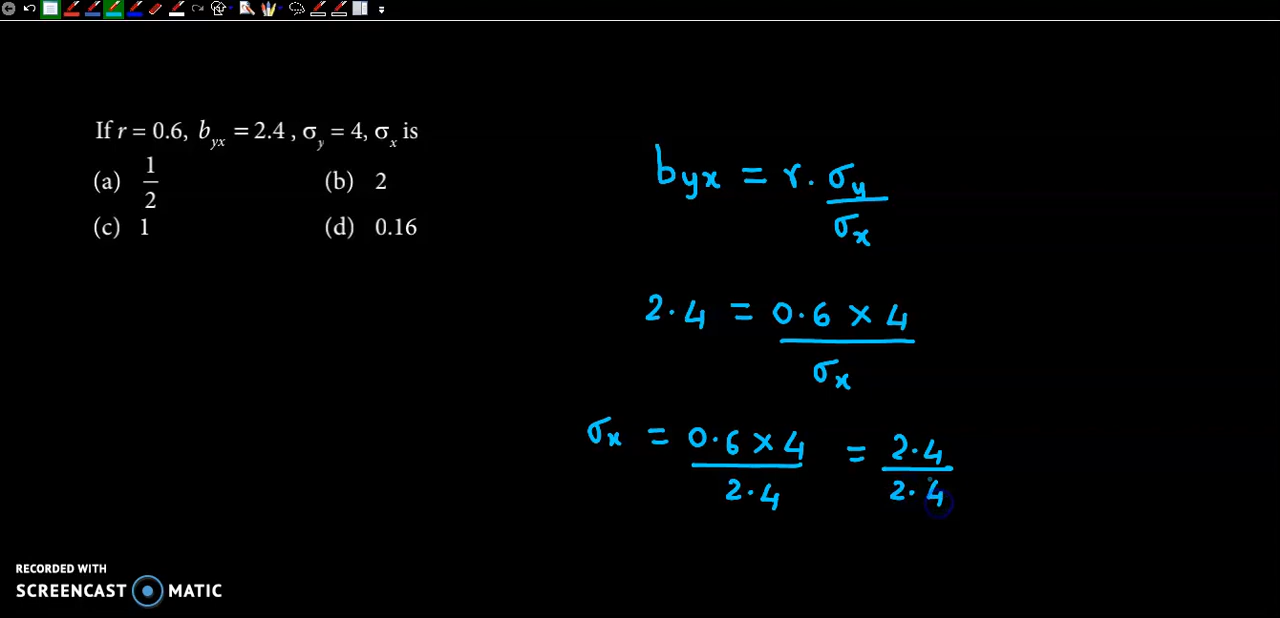 If r = 0.6, b_yx = 2.4 , σ_y = 4, σ_x is
(a) 1/2 (b) 2
(c) 1 (d) 0.16
b_yx = r. σ_y/σ_x
2.4 = 0.6 × 4/σ_x
σ_x = 0.6 × 4/2.4 = 2.4/2.4
RECORDED WITH
SCREENCAST MATIC